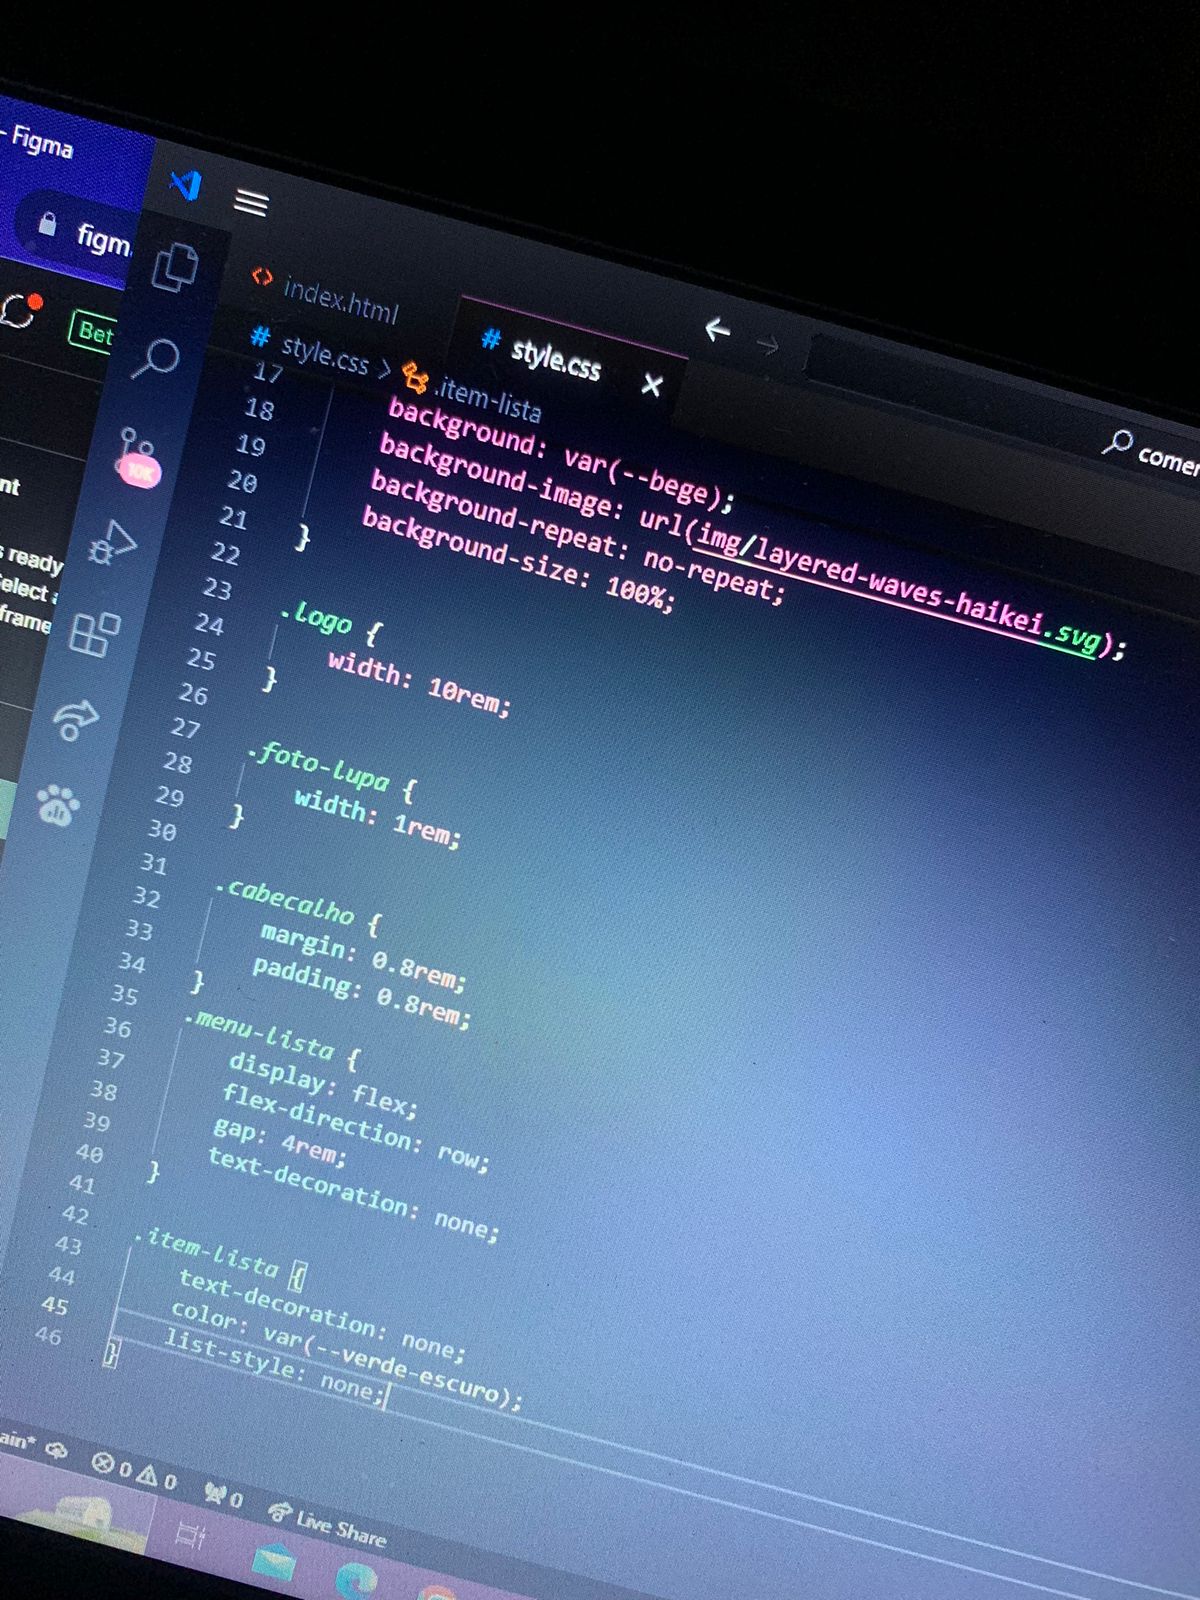 - Figma
figm
Bet
nt
ready
elect
frame
10K
index.html
# style.css ×
# style.css > .item-lista
comer
17
18 background: var(--bege);
19 background-image: url(img/layered-waves-haikei.svg);
20 background-repeat: no-repeat;
21 background-size: 100%;
22 }
23
24 .logo {
25 width: 10rem;
26 }
27
28 .foto-lupa {
29 width: 1rem;
30 }
31
32 .cabecalho {
33 margin: 0.8rem;
34 padding: 0.8rem;
35 }
36 .menu-lista {
37 display: flex;
38 flex-direction: row;
39 gap: 4rem;
40 text-decoration: none;
41 }
42
43 .item-lista {
44 text-decoration: none;
45 color: var(--verde-escuro);
46 list-style: none;
}
ain* 0 0 0 Live Share